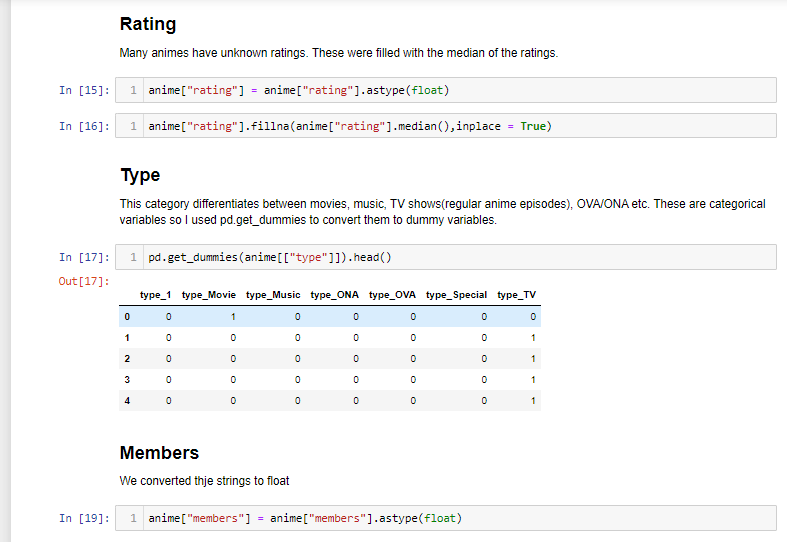 Rating
Many animes have unknown ratings. These were filled with the median of the ratings.
In [15]: 1 anime["rating"] = anime["rating"].astype(float)
In [16]: 1 anime["rating"].fillna(anime["rating"].median(),inplace = True)
Type
This category differentiates between movies, music, TV shows(regular anime episodes), OVA/ONA etc. These are categorical
variables so I used pd.get_dummies to convert them to dummy variables.
In [17]: 1 pd.get_dummies(anime[["type"]]).head()
Out[17]:
type_1 type_Movie type_Music type_ONA type_OVA type_Special type_TV
0 0 1 0 0 0 0 0
1 0 0 0 0 0 0 1
2 0 0 0 0 0 0 1
3 0 0 0 0 0 0 1
4 0 0 0 0 0 0 1
Members
We converted thje strings to float
In [19]: 1 anime["members"] = anime["members"].astype(float)